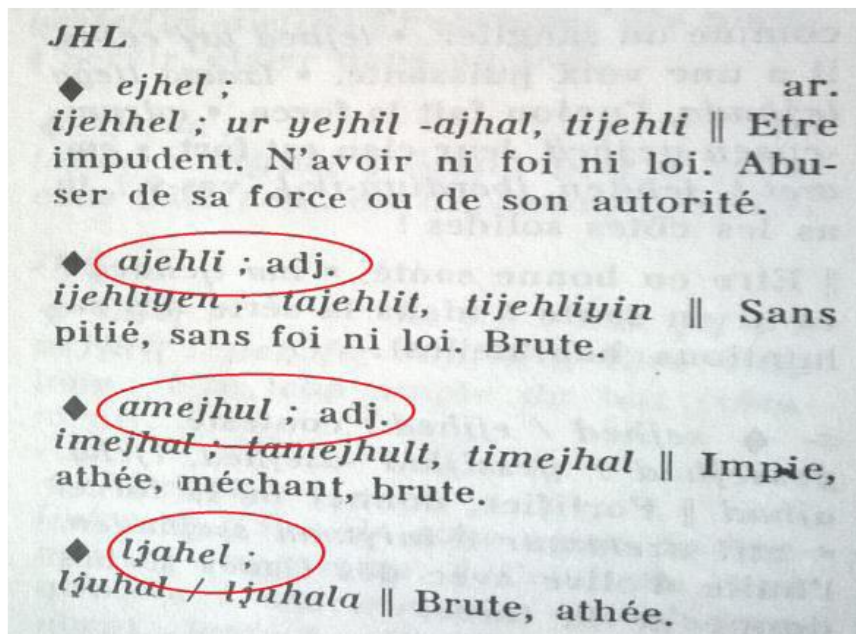 JHL
◆ ejhel ; ar.
ijehhel ; ur yejhil -ajhal, tijehli ‖ Etre
impudent. N'avoir ni foi ni loi. Abu-
ser de sa force ou de son autorité.
◆ ajehli ; adj.
ijehliyen ; tajehlit, tijehliyin ‖ Sans
pitié, sans foi ni loi. Brute.
◆ amejhul ; adj.
imejhal ; tamejhult, timejhal ‖ Impie,
athée, méchant, brute.
◆ ljahel ;
ljuhal / ljuhala ‖ Brute, athée.